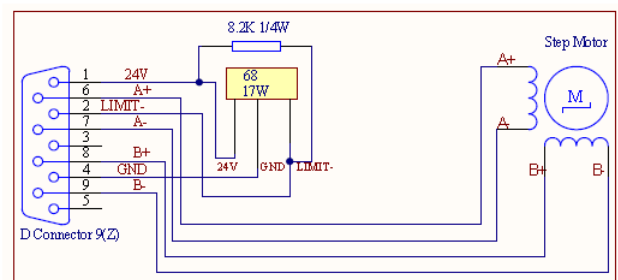 8.2K 1/4W
Step Motor
1 24V
6 A+
2 LIMIT-
7 A-
3
8 B+
4 GND
9 B-
5
68
17W
24V GND LIMIT-
A+
A
M
B+ B-
D Connector 9(Z)